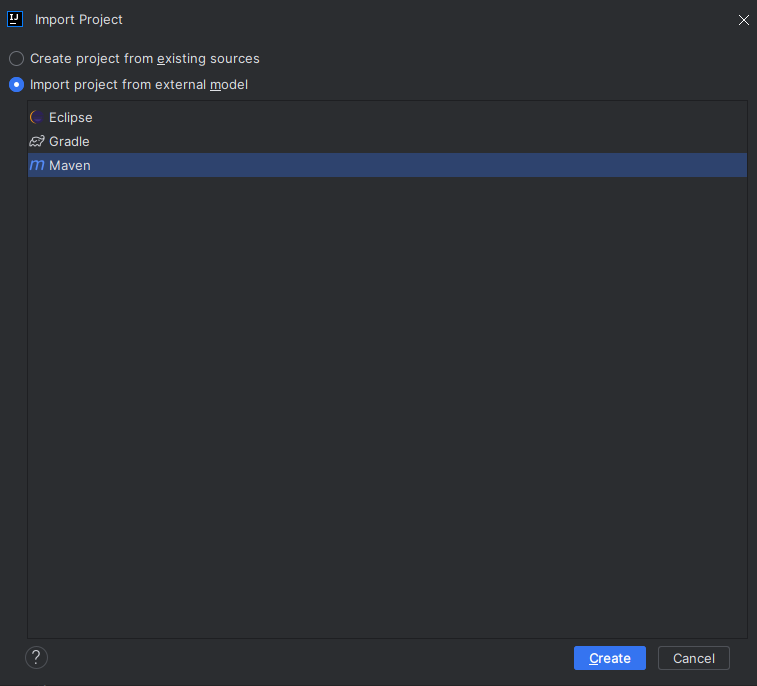 IJ Import Project
Create project from existing sources
Import project from external model
Eclipse
Gradle
m Maven
? Create Cancel